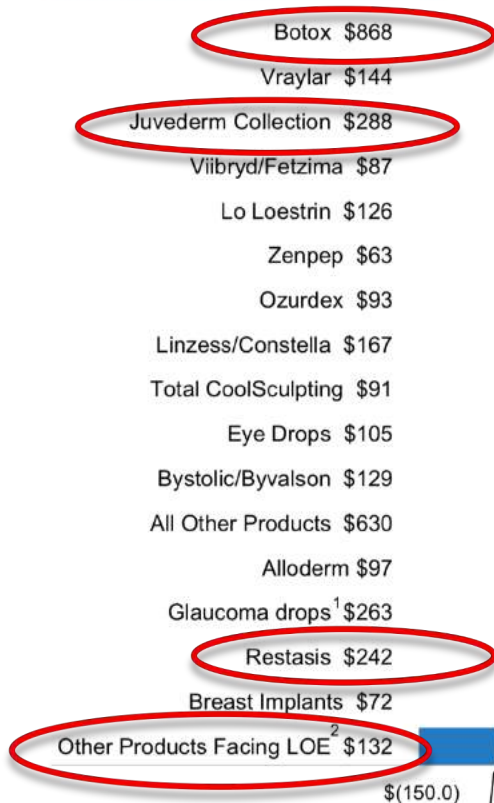 Botox $868
Vraylar $144
Juvederm Collection $288
Viibryd/Fetzima $87
Lo Loestrin $126
Zenpep $63
Ozurdex $93
Linzess/Constella $167
Total CoolSculpting $91
Eye Drops $105
Bystolic/Byvalson $129
All Other Products $630
Alloderm $97
Glaucoma drops¹ $263
Restasis $242
Breast Implants $72
Other Products Facing LOE² $132
$(150.0)